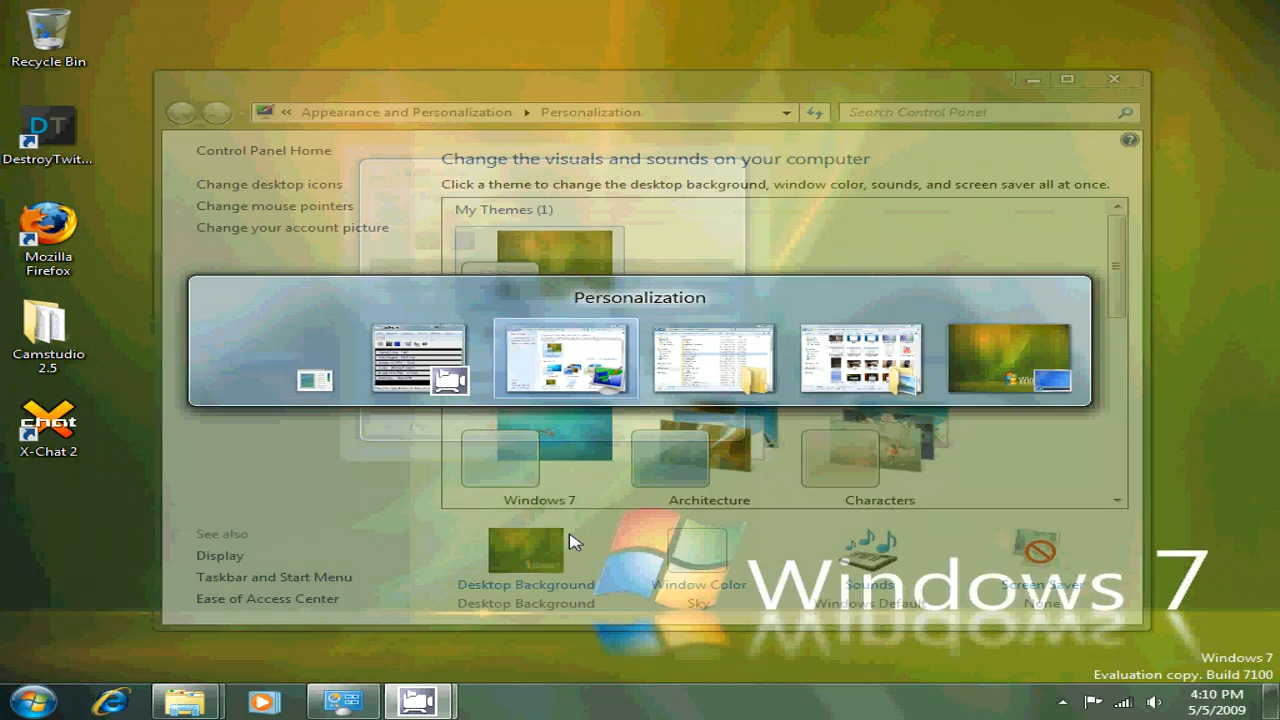 Recycle Bin
DestroyTwit...
Mozilla
Firefox
Camstudio
2.5
X-Chat 2
Appearance and Personalization
Personalization
Search Control Panel
Control Panel Home
Change desktop icons
Change mouse pointers
Change your account picture
Change the visuals and sounds on your computer
Click a theme to change the desktop background, window color, sounds, and screen saver all at once.
My Themes (1)
Personalization
Windows 7
Architecture
Characters
See also
Display
Taskbar and Start Menu
Ease of Access Center
Desktop Background
Desktop Background
Window Color
Sky
Sounds
Windows Default
Screen Saver
None
Windows 7
Windows 7
Evaluation copy. Build 7100
4:10 PM
5/5/2009